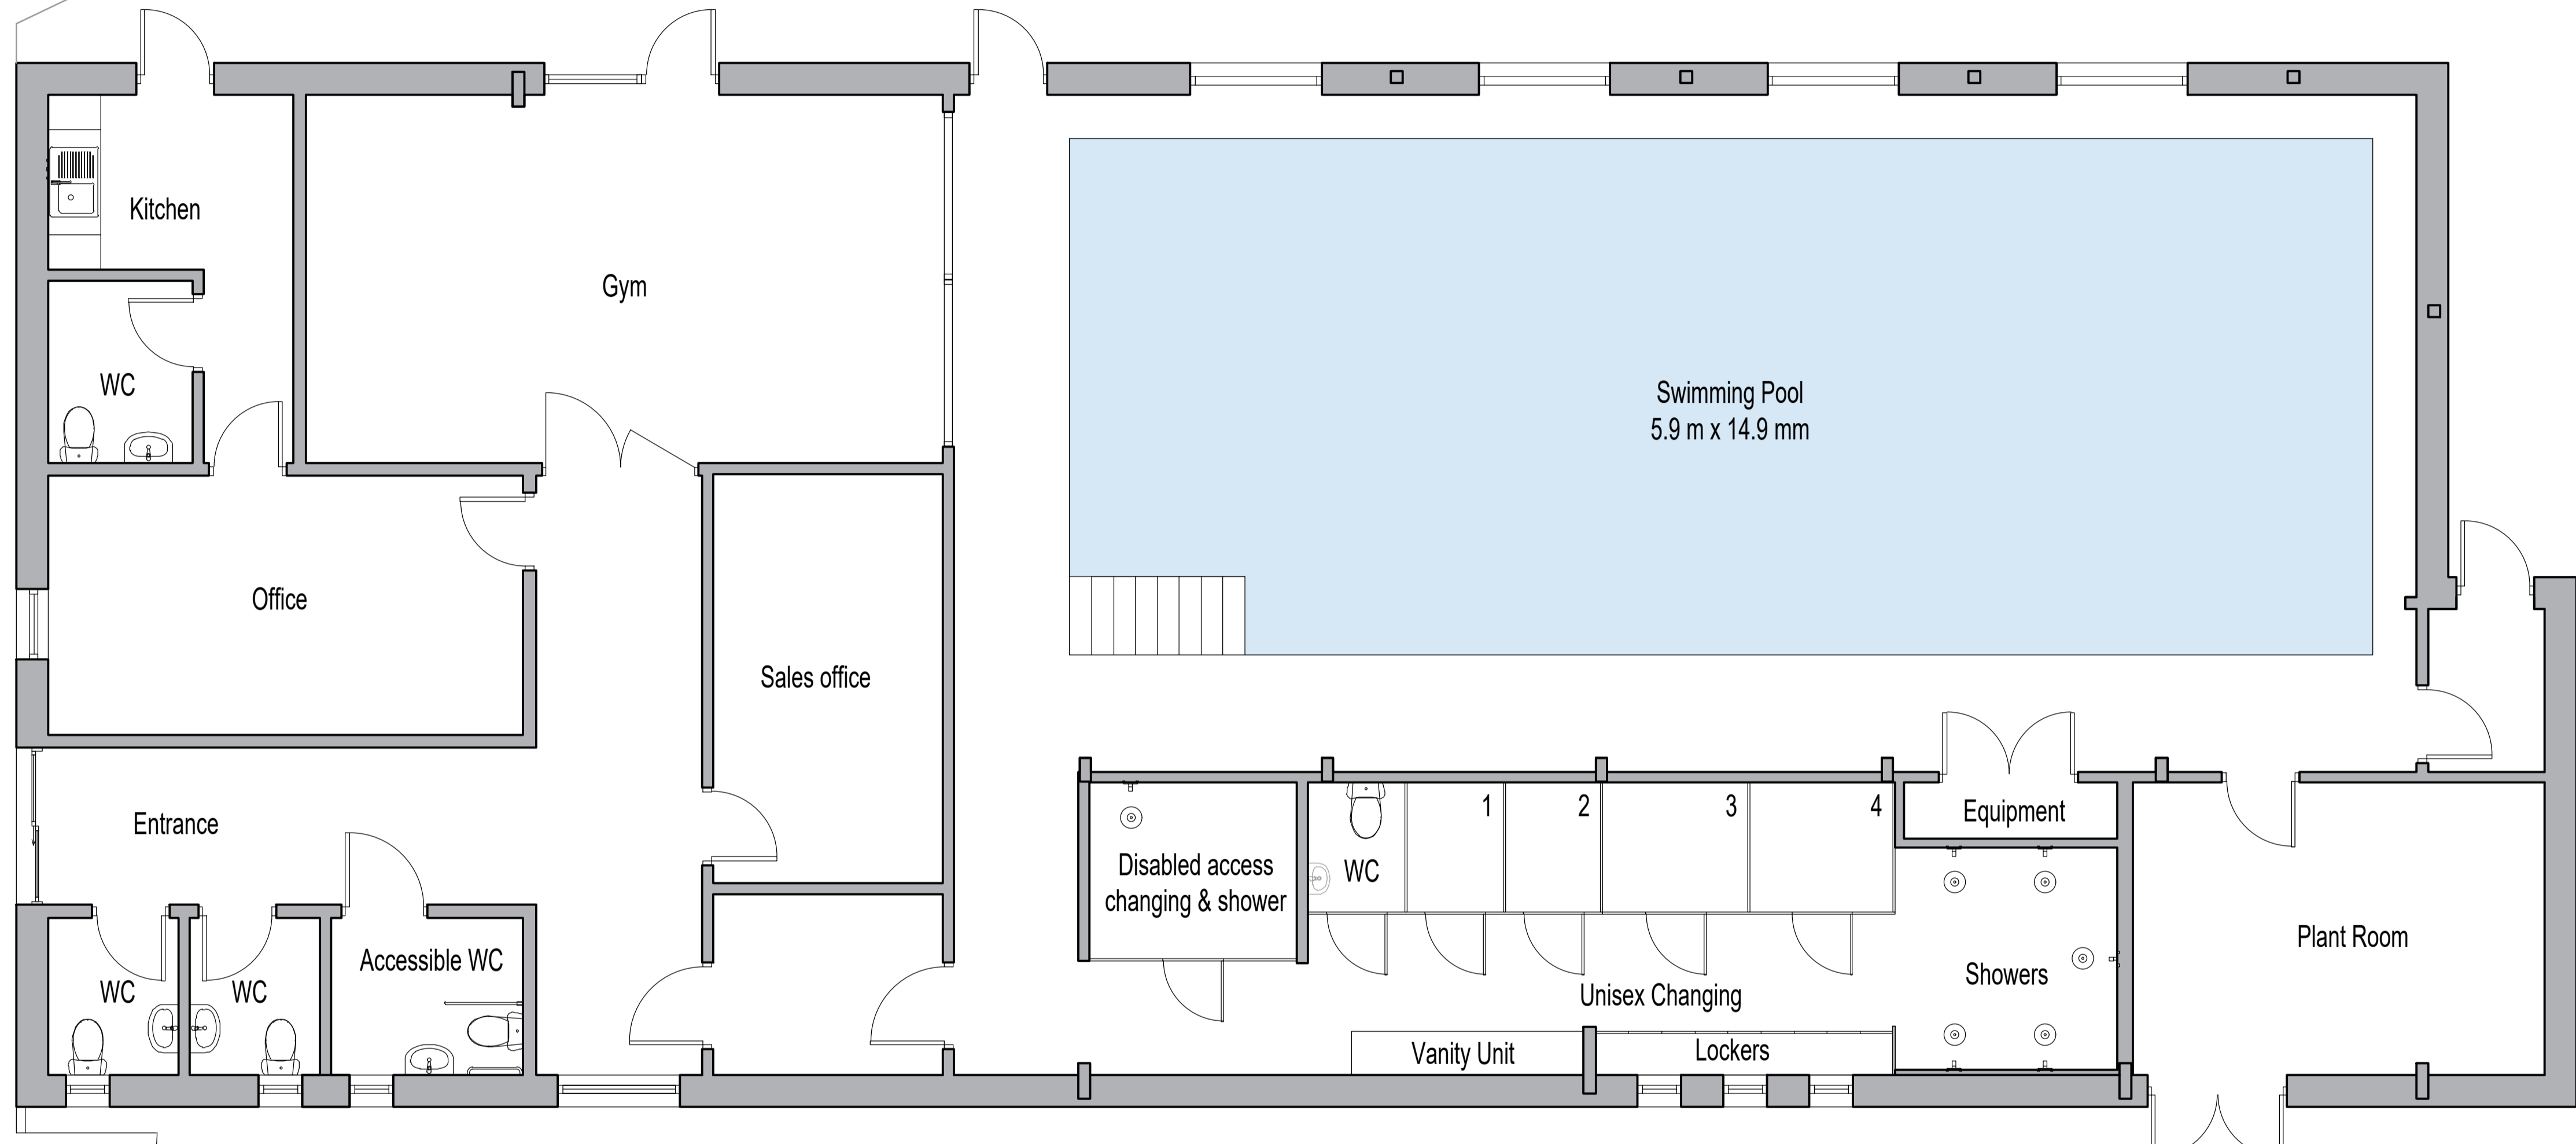 Kitchen
Gym
WC
Swimming Pool
5.9 m x 14.9 mm
Office
Sales office
Entrance
1
2
3
4
Equipment
Disabled access
changing & shower
WC
Plant Room
Accessible WC
WC
WC
Showers
Unisex Changing
Vanity Unit
Lockers